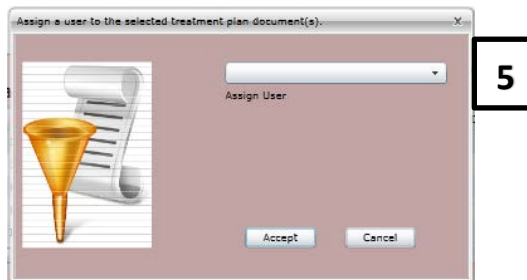 Assign a user to the selected treatment plan document(s).
X
5
Assign User
Accept
Cancel